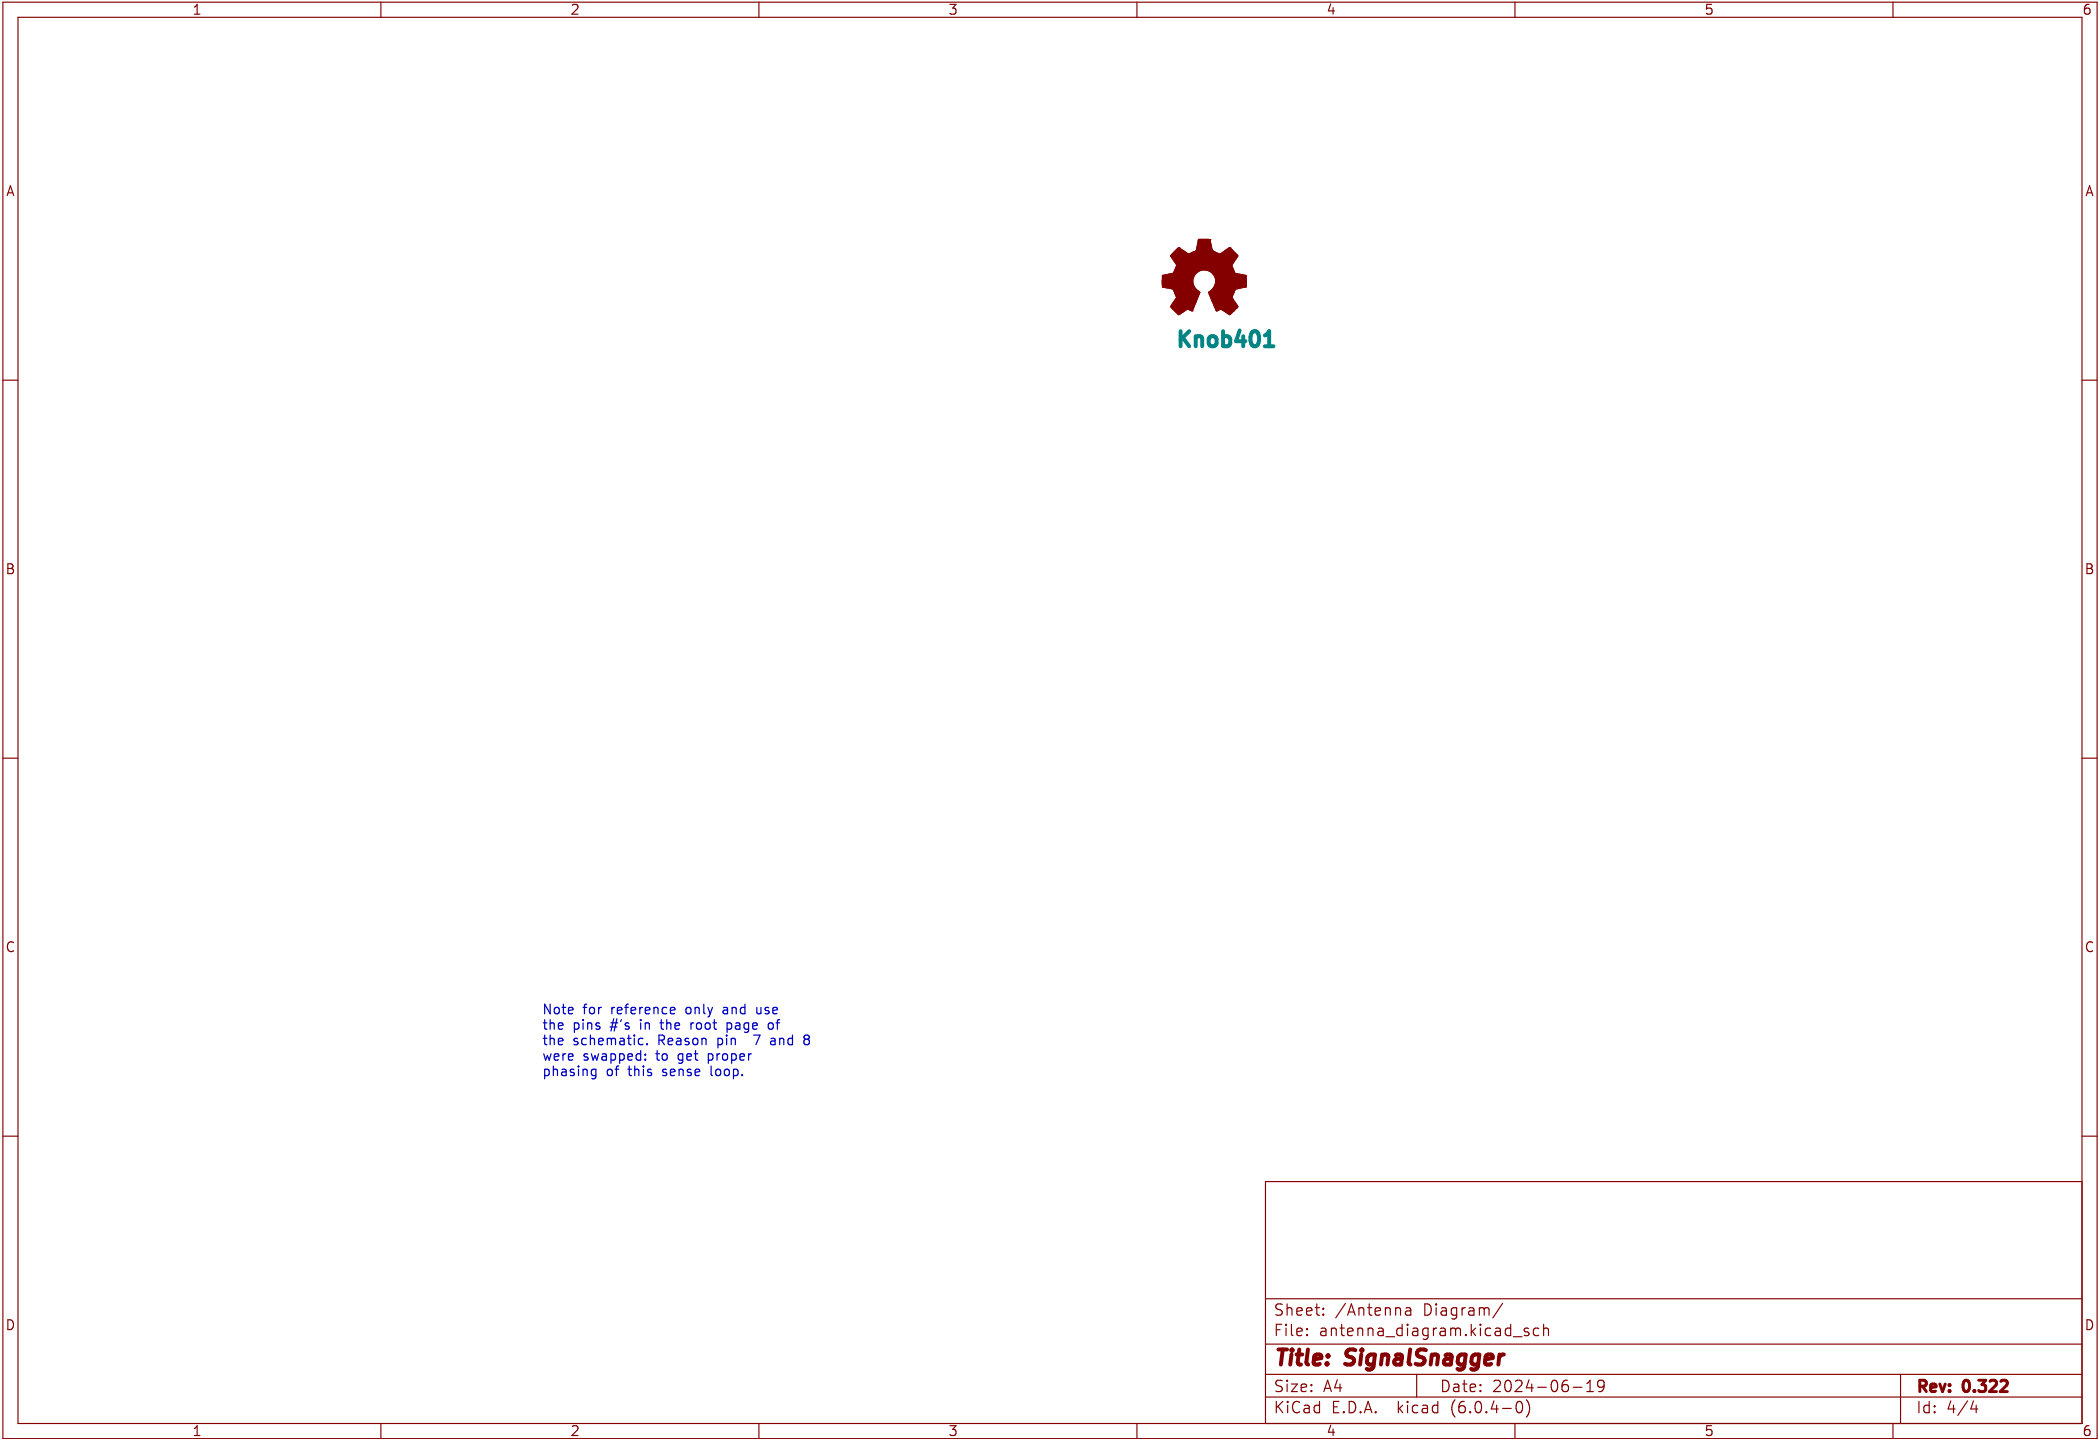 1 2 3 4 5 6
A A
Knob401
B B
C C
Note for reference only and use
the pins #'s in the root page of
the schematic. Reason pin  7 and 8
were swapped: to get proper
phasing of this sense loop.
Sheet: /Antenna Diagram/
File: antenna_diagram.kicad_sch
D D
Title: SignalSnagger
Size: A4 Date: 2024-06-19 Rev: 0.322
KiCad E.D.A.  kicad (6.0.4-0) Id: 4/4
1 2 3 4 5 6